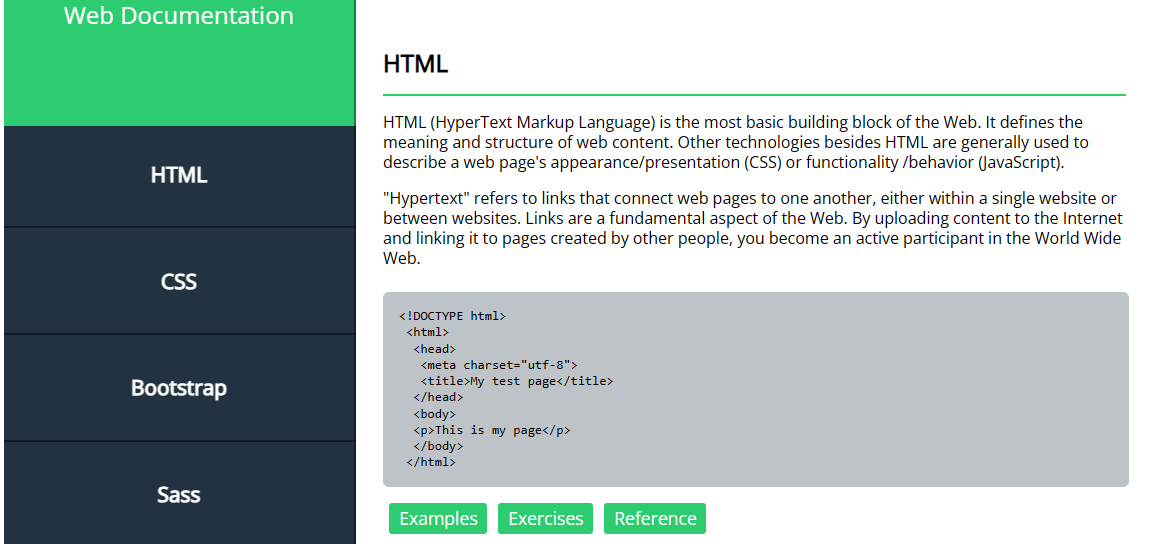 Web Documentation
HTML
CSS
Bootstrap
Sass
HTML
HTML (HyperText Markup Language) is the most basic building block of the Web. It defines the
meaning and structure of web content. Other technologies besides HTML are generally used to
describe a web page's appearance/presentation (CSS) or functionality /behavior (JavaScript).
"Hypertext" refers to links that connect web pages to one another, either within a single website or
between websites. Links are a fundamental aspect of the Web. By uploading content to the Internet
and linking it to pages created by other people, you become an active participant in the World Wide
Web.
<!DOCTYPE html>
<html>
<head>
<meta charset="utf-8">
<title>My test page</title>
</head>
<body>
<p>This is my page</p>
</body>
</html>
Examples Exercises Reference